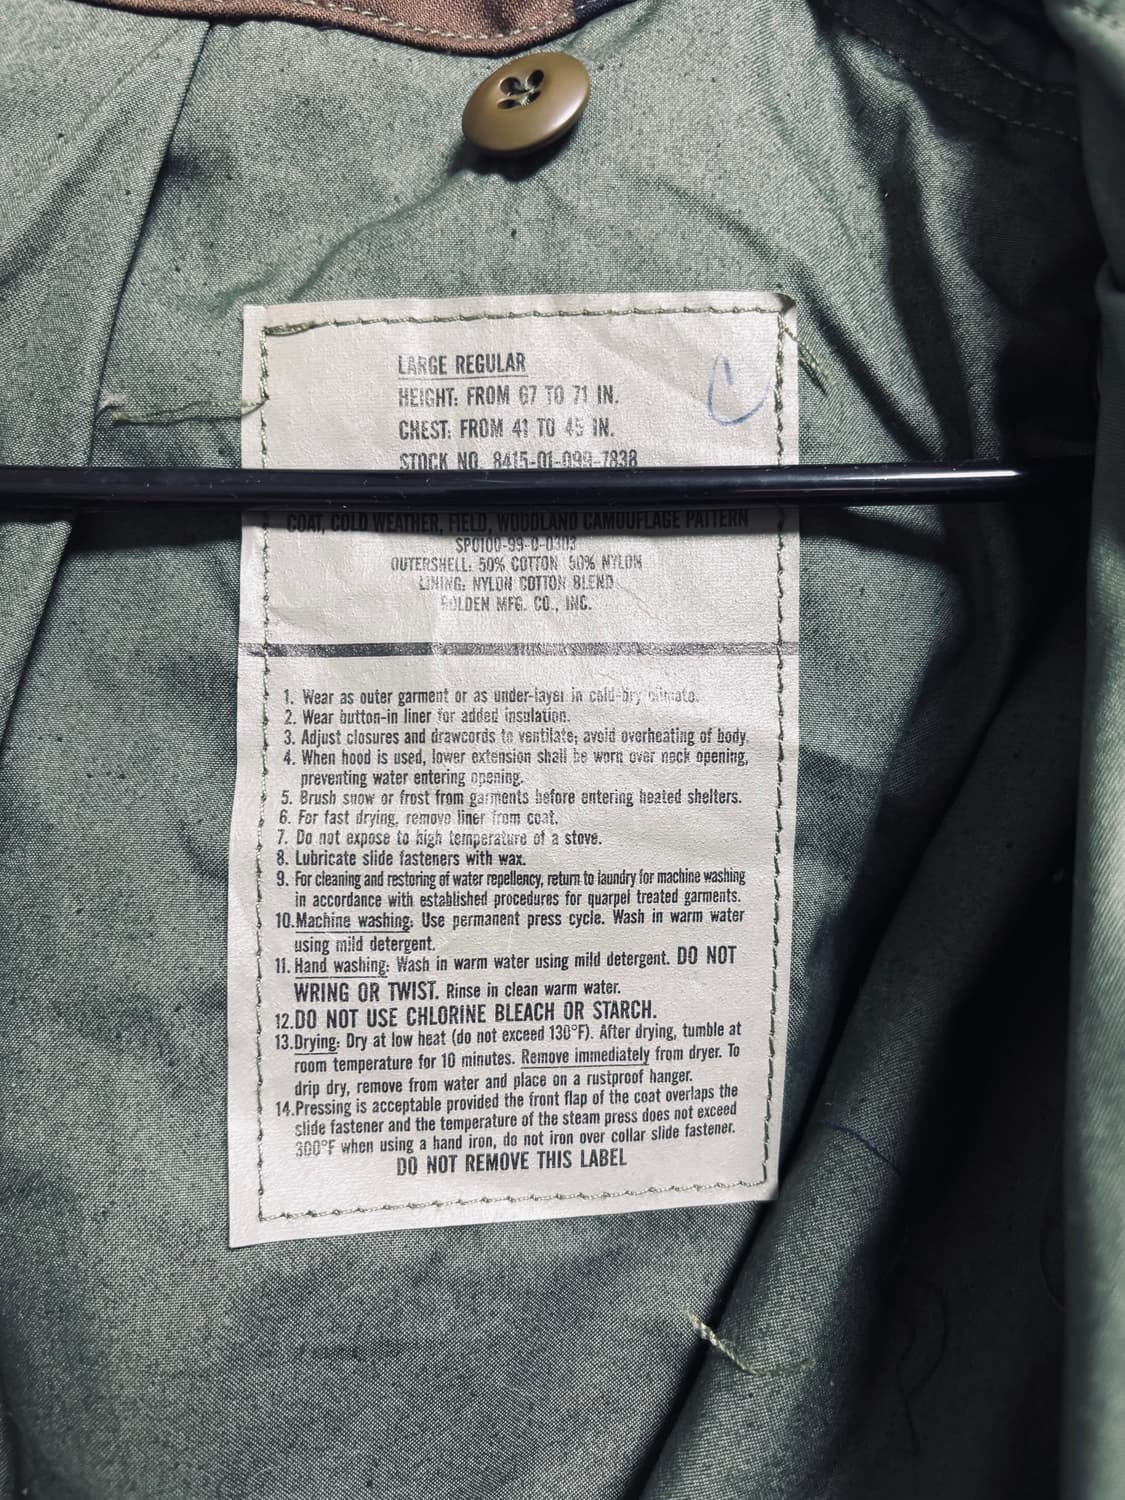 LARGE REGULAR
HEIGHT: FROM 67 TO 71 IN.
CHEST: FROM 41 TO 45 IN.
STOCK NO. 8415-01-099-7838
COAT, COLD WEATHER, FIELD, WOODLAND CAMOUFLAGE PATTERN
SPO100-99-D-0303
OUTERSHELL: 50% COTTON 50% NYLON
LINING: NYLON COTTON BLEND
GOLDEN MFG. CO., INC.
1. Wear as outer garment or as under-layer in cold-dry climate.
2. Wear button-in liner for added insulation.
3. Adjust closures and drawcords to ventilate; avoid overheating of body.
4. When hood is used, lower extension shall be worn over neck opening,
preventing water entering opening.
5. Brush snow or frost from garments before entering heated shelters.
6. For fast drying, remove liner from coat.
7. Do not expose to high temperature of a stove.
8. Lubricate slide fasteners with wax.
9. For cleaning and restoring of water repellency, return to laundry for machine washing
in accordance with established procedures for quarpel treated garments.
10. Machine washing: Use permanent press cycle. Wash in warm water
using mild detergent.
11. Hand washing: Wash in warm water using mild detergent. DO NOT
WRING OR TWIST. Rinse in clean warm water.
12. DO NOT USE CHLORINE BLEACH OR STARCH.
13. Drying: Dry at low heat (do not exceed 130°F). After drying, tumble at
room temperature for 10 minutes. Remove immediately from dryer. To
drip dry, remove from water and place on a rustproof hanger.
14. Pressing is acceptable provided the front flap of the coat overlaps the
slide fastener and the temperature of the steam press does not exceed
300°F when using a hand iron, do not iron over collar slide fastener.
DO NOT REMOVE THIS LABEL